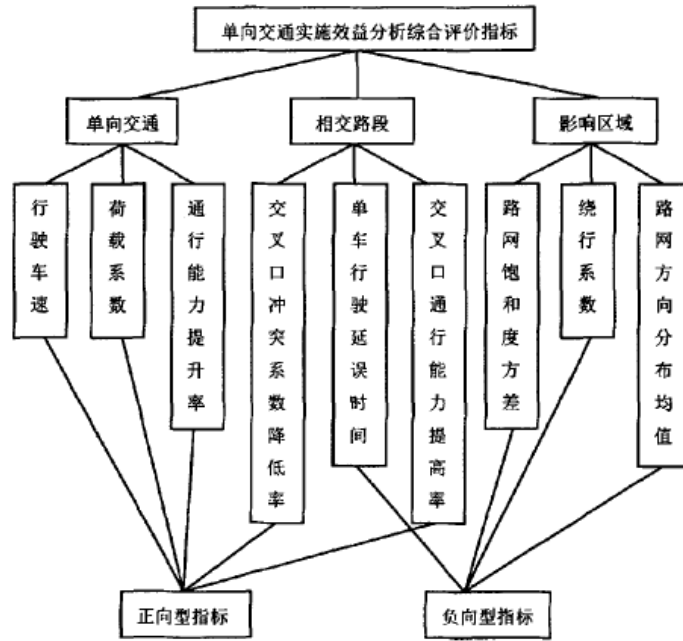 单向交通实施效益分析综合评价指标
单向交通
相交路段
影响区域
行驶车速
荷载系数
通行能力提升率
交叉口冲突系数降低率
单车行驶延误时间
交叉口通行能力提高率
路网饱和度方差
绕行系数
路网方向分布均值
正向型指标
负向型指标